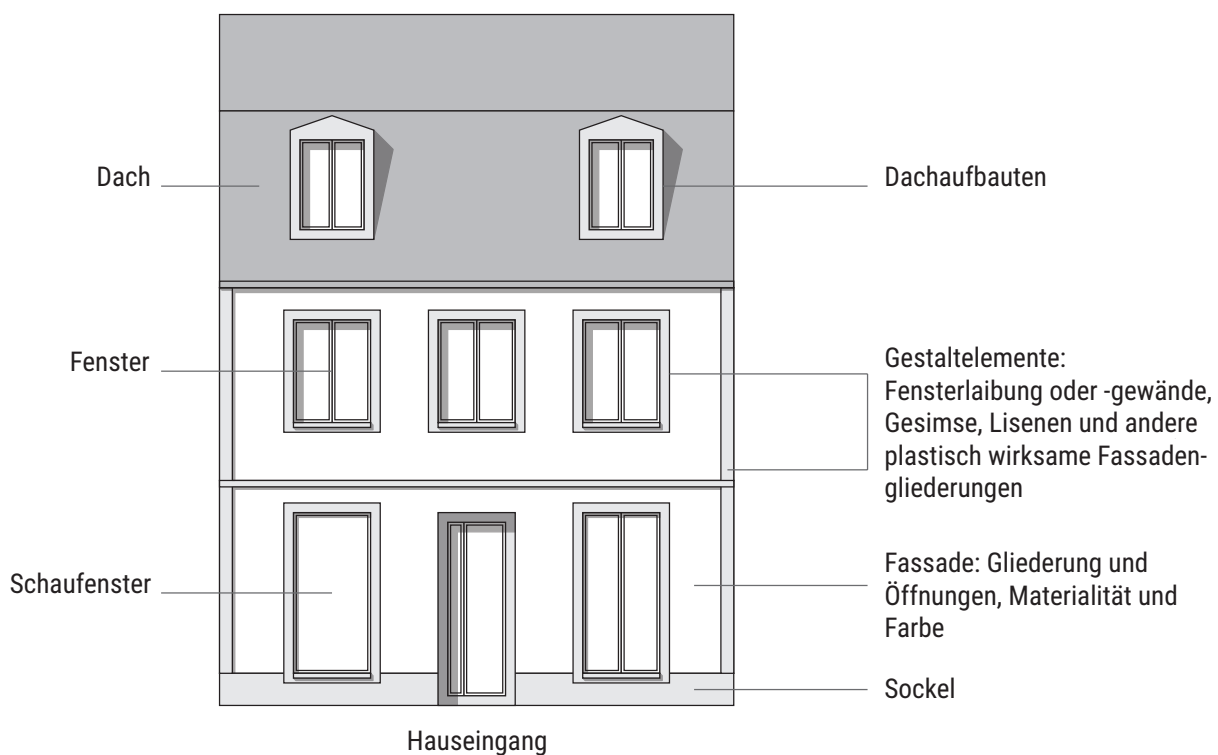 Dach
Dachaufbauten
Fenster
Gestaltelemente:
Fensterlaibung oder -gewände,
Gesimse, Lisenen und andere
plastisch wirksame Fassaden-
gliederungen
Schaufenster
Fassade: Gliederung und
Öffnungen, Materialität und
Farbe
Sockel
Hauseingang